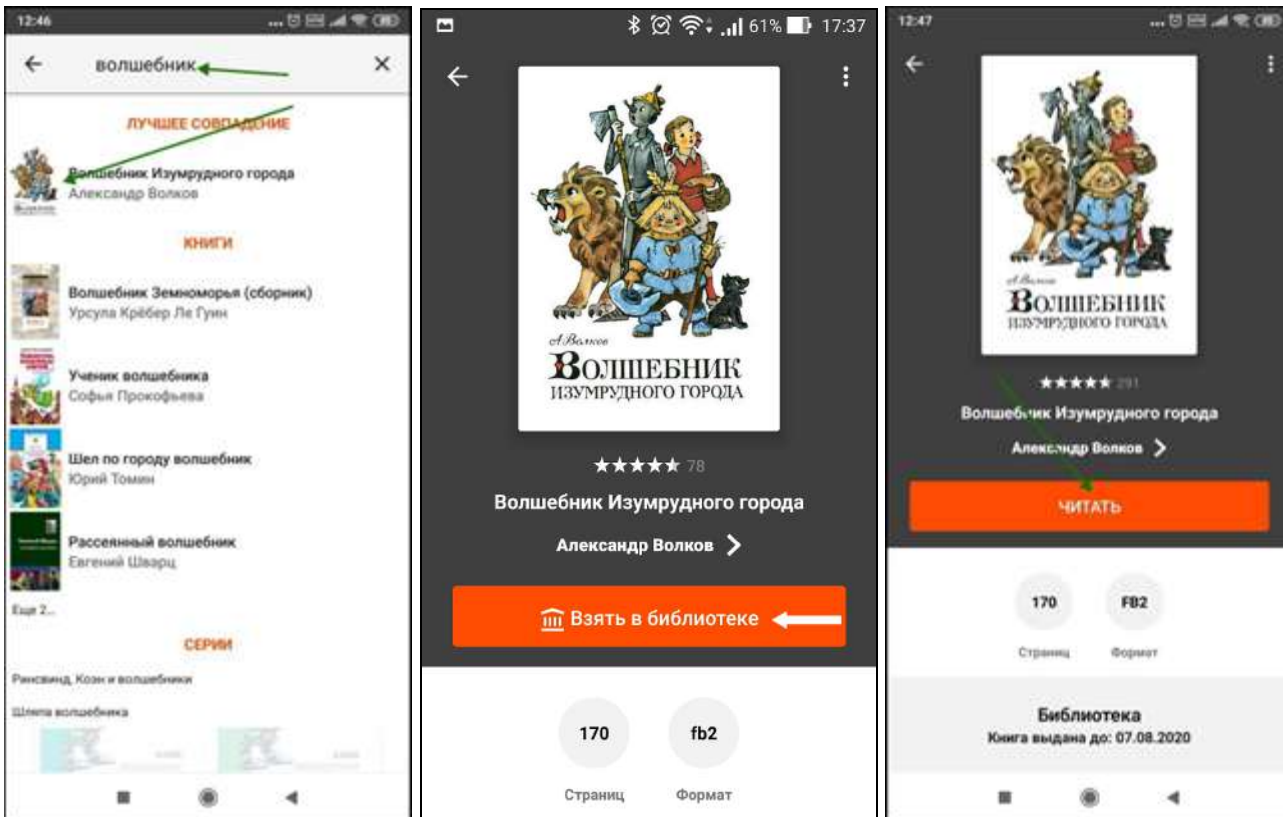 12:46
волшебник
ЛУЧШЕЕ СОВПАДЕНИЕ
Волшебник Изумрудного города
Александр Волков
КНИГИ
Волшебник Земноморья (сборник)
Урсула Крёбер Ле Гуин
Ученик волшебника
Софья Прокофьева
Шел по городу волшебник
Юрий Томин
Рассеянный волшебник
Евгений Шварц
Еще 2...
СЕРИИ
Ринсвинд, Коэн и волшебники
Шляпа волшебника
61% 17:37
А.Волков
ВОЛШЕБНИК
ИЗУМРУДНОГО ГОРОДА
78
Волшебник Изумрудного города
Александр Волков
Взять в библиотеке
170
fb2
Страниц
Формат
12:47
А.Волков
ВОЛШЕБНИК
ИЗУМРУДНОГО ГОРОДА
291
Волшебник Изумрудного города
Александр Волков
ЧИТАТЬ
170
FB2
Страниц
Формат
Библиотека
Книга выдана до: 07.08.2020